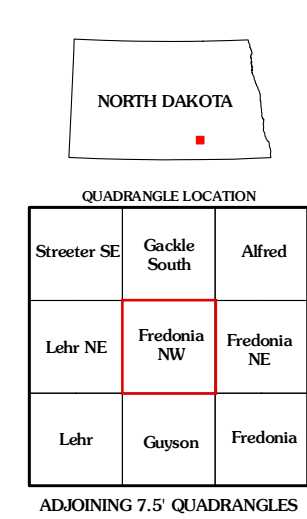 NORTH DAKOTA
QUADRANGLE LOCATION
Streeter SE
Gackle
South
Alfred
Lehr NE
Fredonia
NW
Fredonia
NE
Lehr
Guyson
Fredonia
ADJOINING 7.5' QUADRANGLES